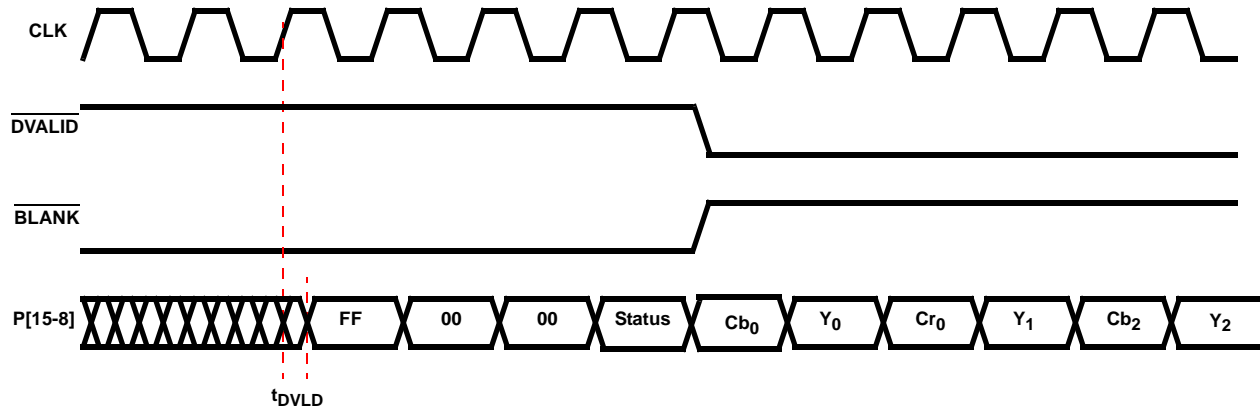 CLK
DVALID
BLANK
P[15-8] FF 00 00 Status Cb0 Y0 Cr0 Y1 Cb2 Y2
tDVLD